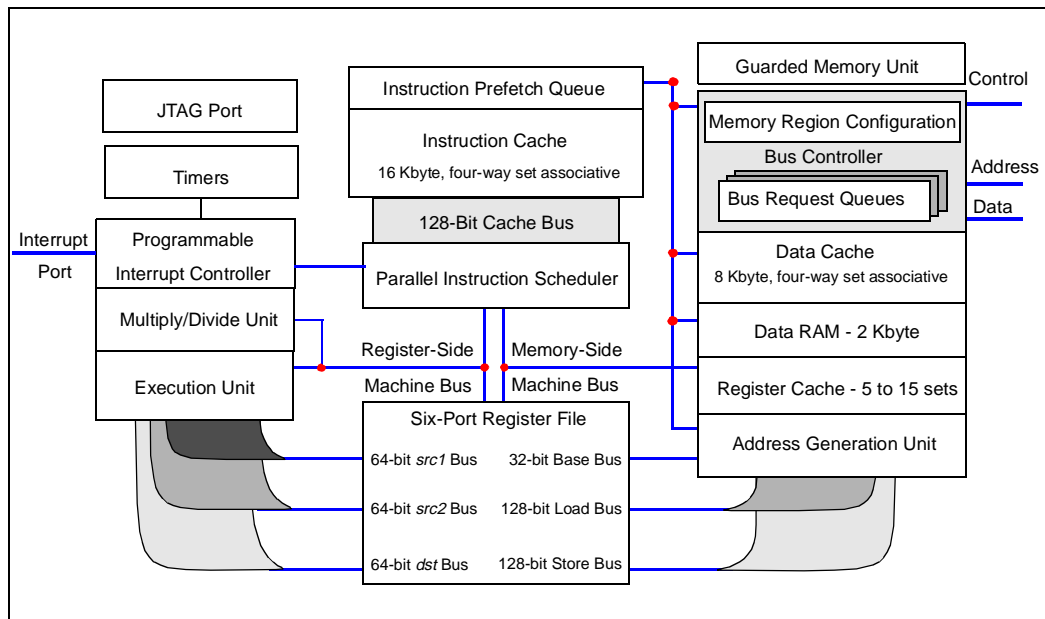 JTAG Port
Timers
Interrupt
Port
Programmable
Interrupt Controller
Multiply/Divide Unit
Execution Unit
Instruction Prefetch Queue
Instruction Cache
16 Kbyte, four-way set associative
128-Bit Cache Bus
Parallel Instruction Scheduler
Register-Side
Machine Bus
Memory-Side
Machine Bus
Six-Port Register File
64-bit src1 Bus
32-bit Base Bus
64-bit src2 Bus
128-bit Load Bus
64-bit dst Bus
128-bit Store Bus
Guarded Memory Unit
Control
Memory Region Configuration
Bus Controller
Address
Bus Request Queues
Data
Data Cache
8 Kbyte, four-way set associative
Data RAM - 2 Kbyte
Register Cache - 5 to 15 sets
Address Generation Unit